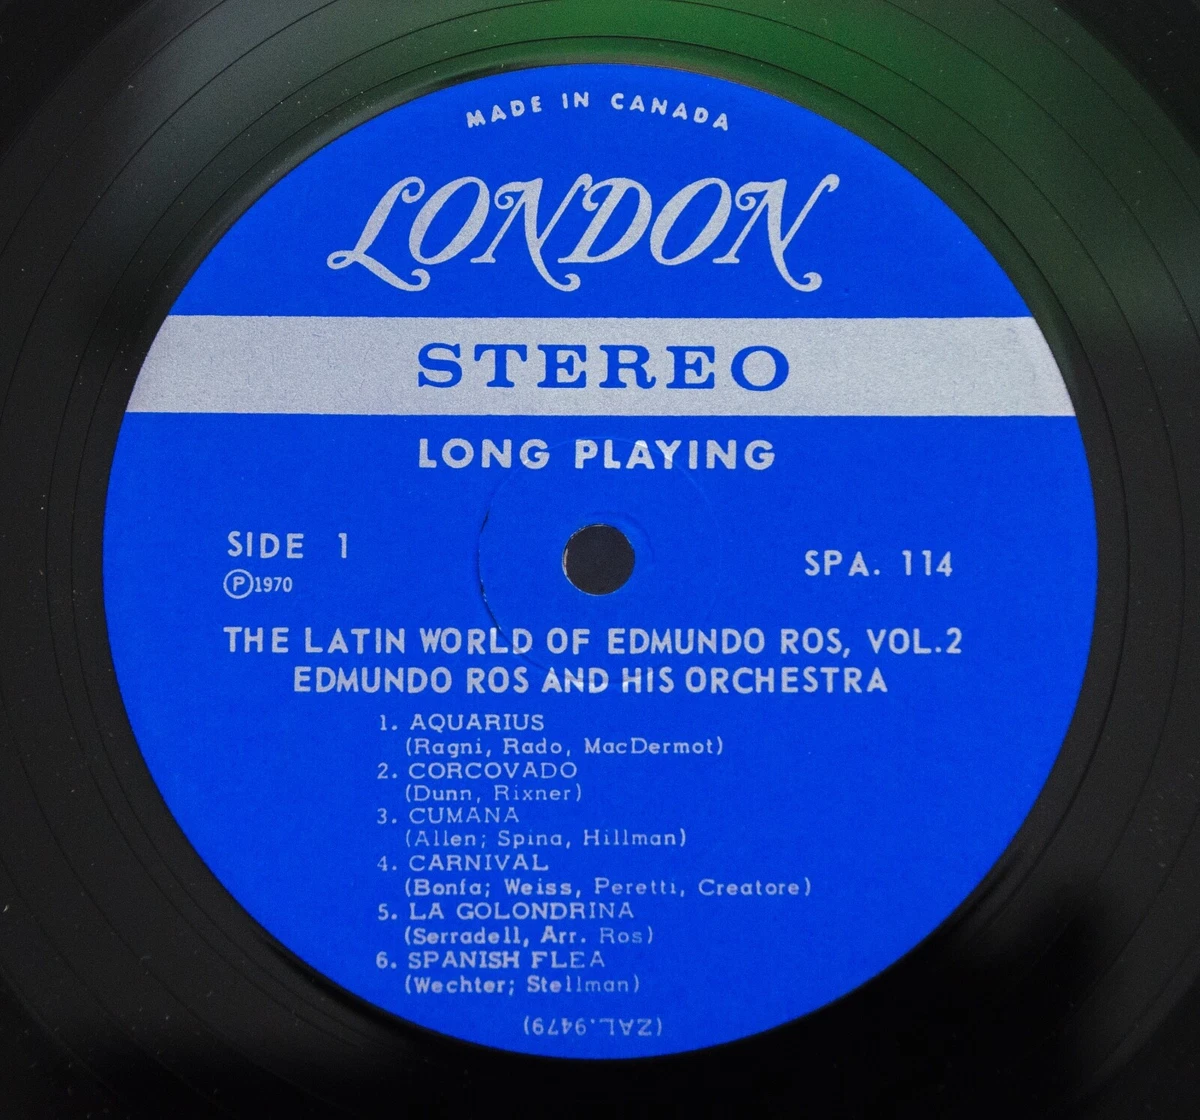 MADE IN CANADA
LONDON
STEREO
LONG PLAYING
SIDE 1
SPA. 114
Ⓟ1970
THE LATIN WORLD OF EDMUNDO ROS, VOL.2
EDMUNDO ROS AND HIS ORCHESTRA
1. AQUARIUS
(Ragni, Rado, MacDermot)
2. CORCOVADO
(Dunn, Rixner)
3. CUMANA
(Allen; Spina, Hillman)
4. CARNIVAL
(Bonfa; Weiss, Peretti, Creatore)
5. LA GOLONDRINA
(Serradell, Arr. Ros)
6. SPANISH FLEA
(Wechter; Stellman)
(ZAL.9479)